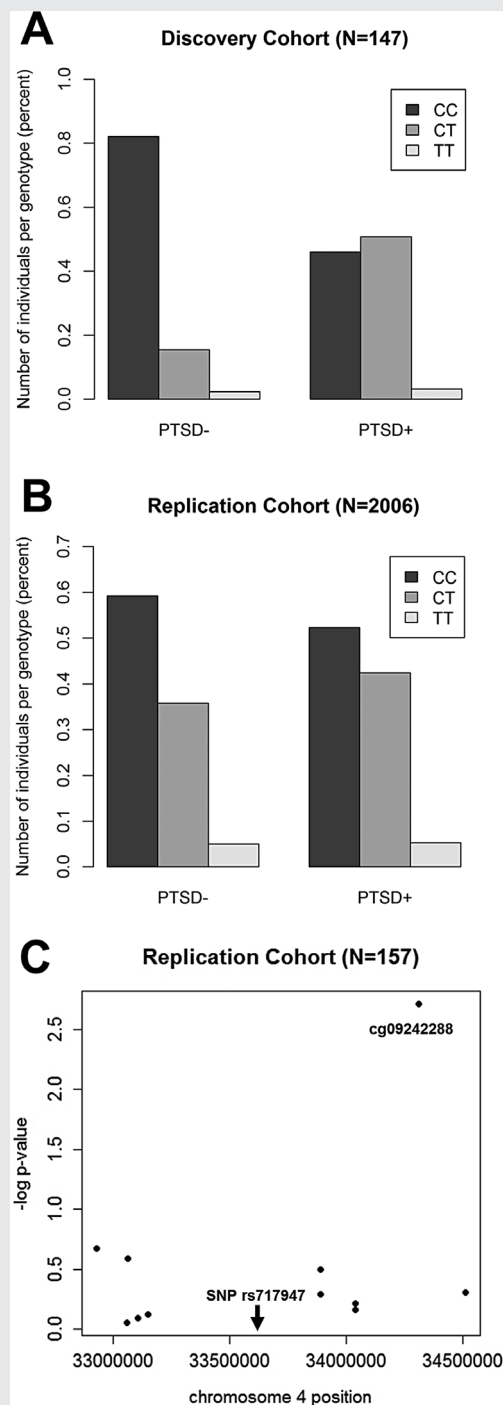 A
Discovery Cohort (N=147)
Number of individuals per genotype (percent)
1.0
0.8
0.6
0.4
0.2
0.0
CC
CT
TT
PTSD-
PTSD+
B
Replication Cohort (N=2006)
Number of individuals per genotype (percent)
0.7
0.6
0.5
0.4
0.3
0.2
0.1
0.0
CC
CT
TT
PTSD-
PTSD+
C
Replication Cohort (N=157)
-log p-value
2.5
2.0
1.5
1.0
0.5
0.0
cg09242288
SNP rs717947
33000000 33500000 34000000 34500000
chromosome 4 position